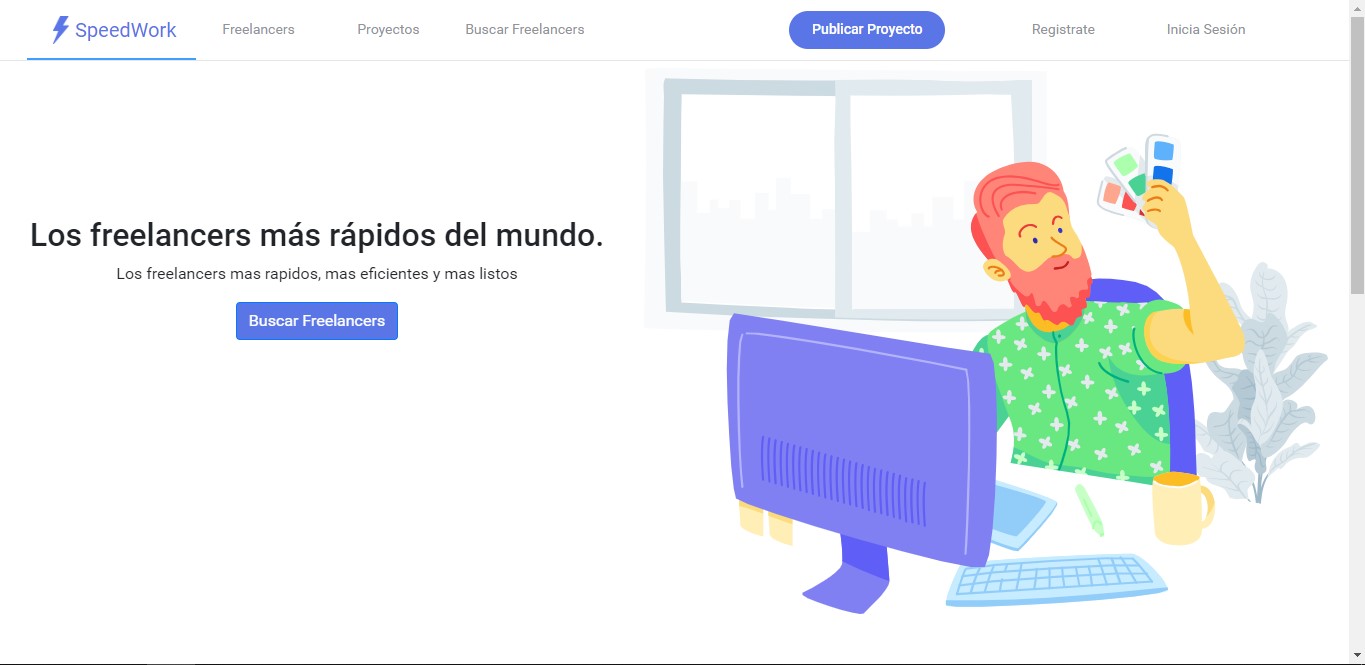 SpeedWork
Freelancers
Proyectos
Buscar Freelancers
Publicar Proyecto
Registrate
Inicia Sesión
Los freelancers más rápidos del mundo.
Los freelancers mas rapidos, mas eficientes y mas listos
Buscar Freelancers